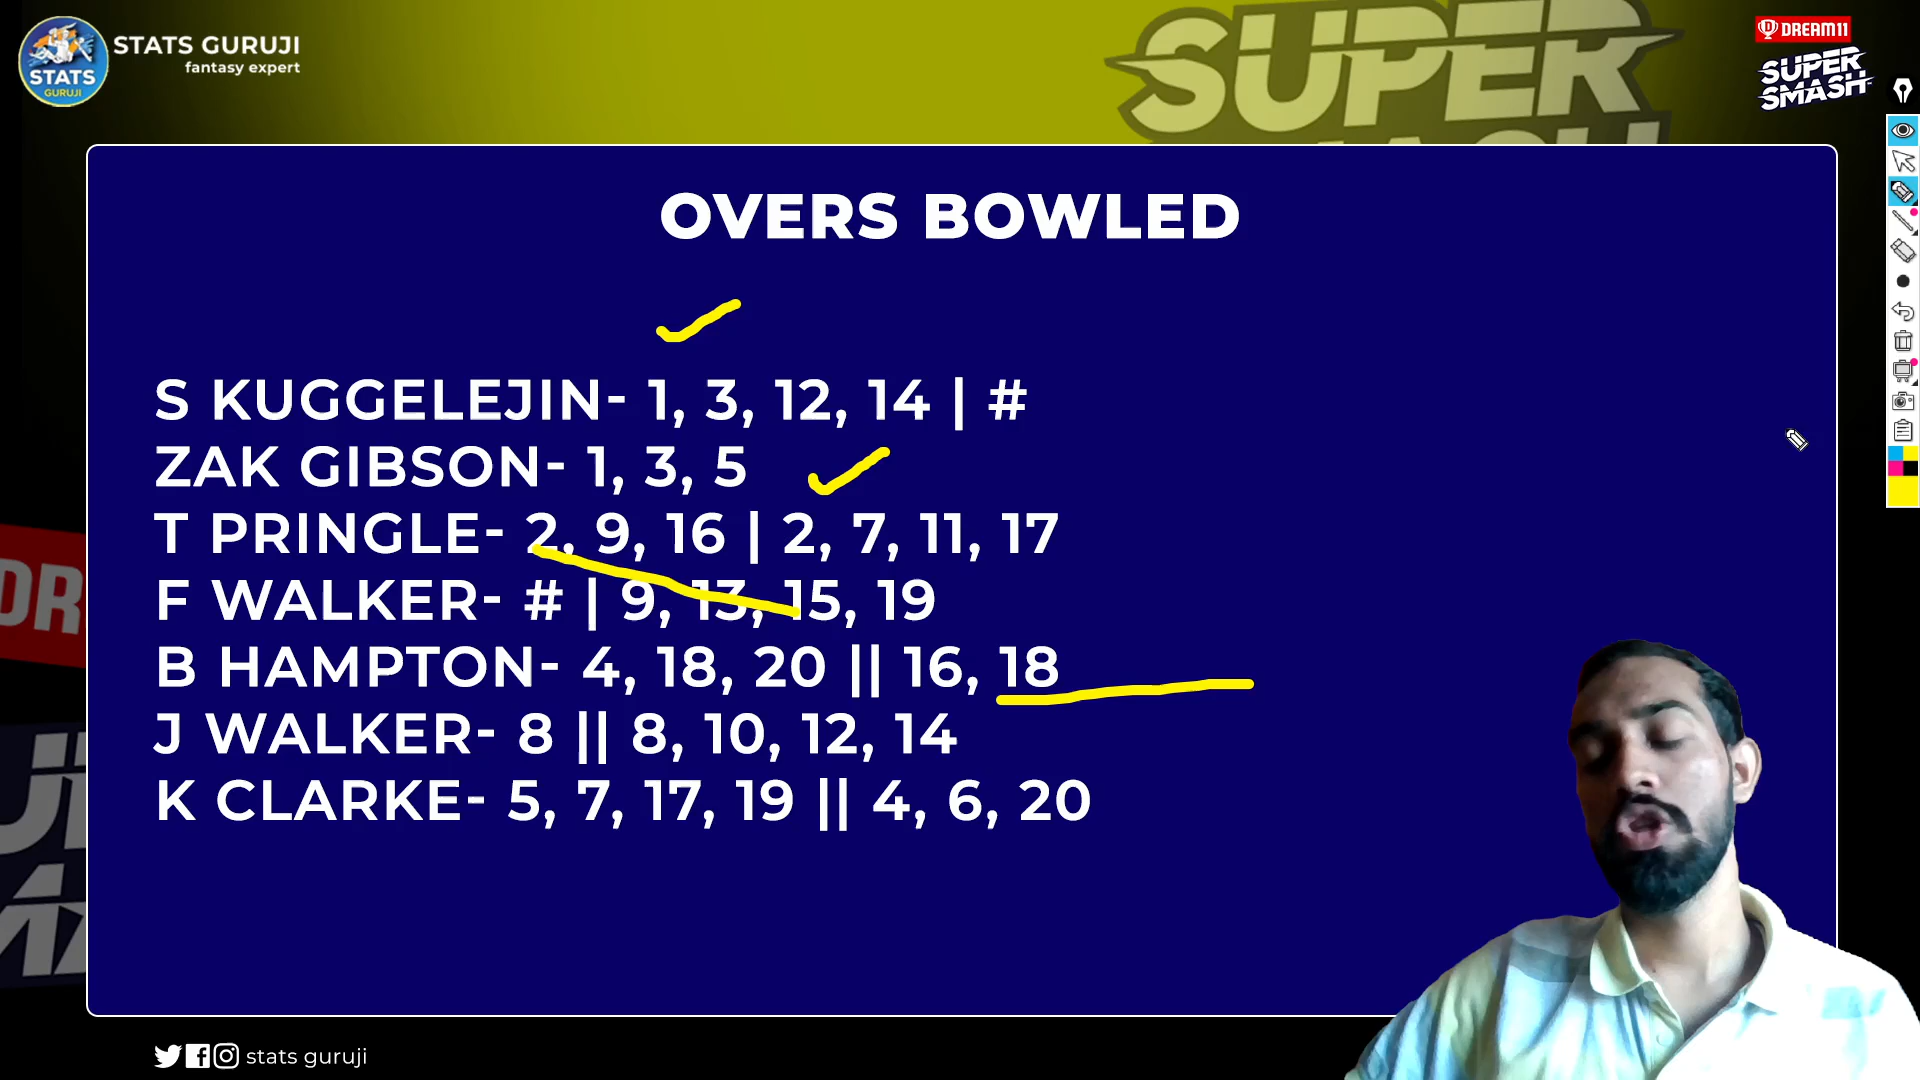 STATS GURUJI
fantasy expert
STATS
GURUJI
SUPER
SMASH
DREAM11
SUPER
SMASH
OVERS BOWLED
S KUGGELEJIN- 1, 3, 12, 14 | #
ZAK GIBSON- 1, 3, 5
T PRINGLE- 2, 9, 16 | 2, 7, 11, 17
F WALKER- # | 9, 13, 15, 19
B HAMPTON- 4, 18, 20 || 16, 18
J WALKER- 8 || 8, 10, 12, 14
K CLARKE- 5, 7, 17, 19 || 4, 6, 20
DR
stats guruji